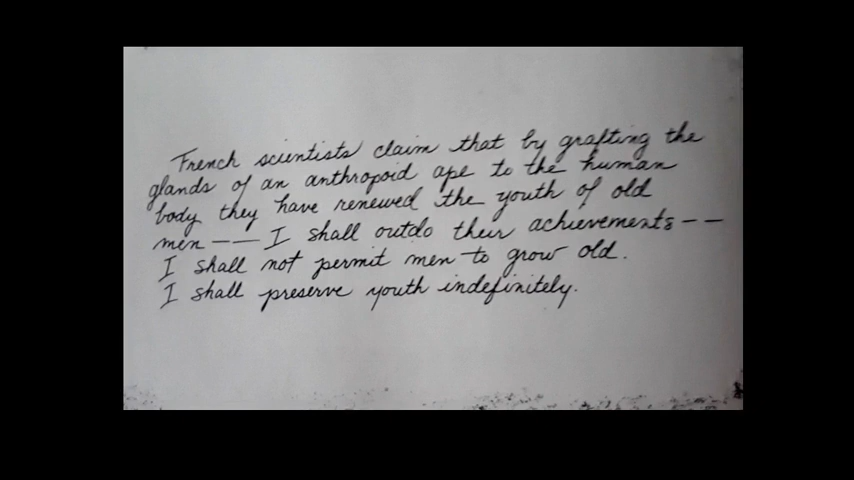 French scientists claim that by grafting the
glands of an anthropoid ape to the human
body they have renewed the youth of old
men —— I shall outdo their achievements ——
I shall not permit men to grow old.
I shall preserve youth indefinitely.